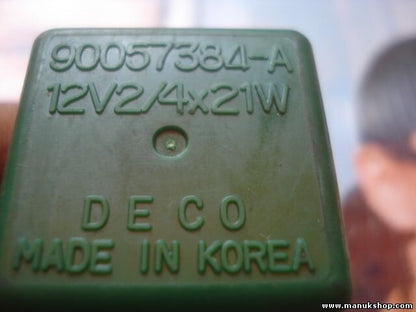 90057384-A
12V2/4x21W
DECO
MADE IN KOREA
www.manukshop.com